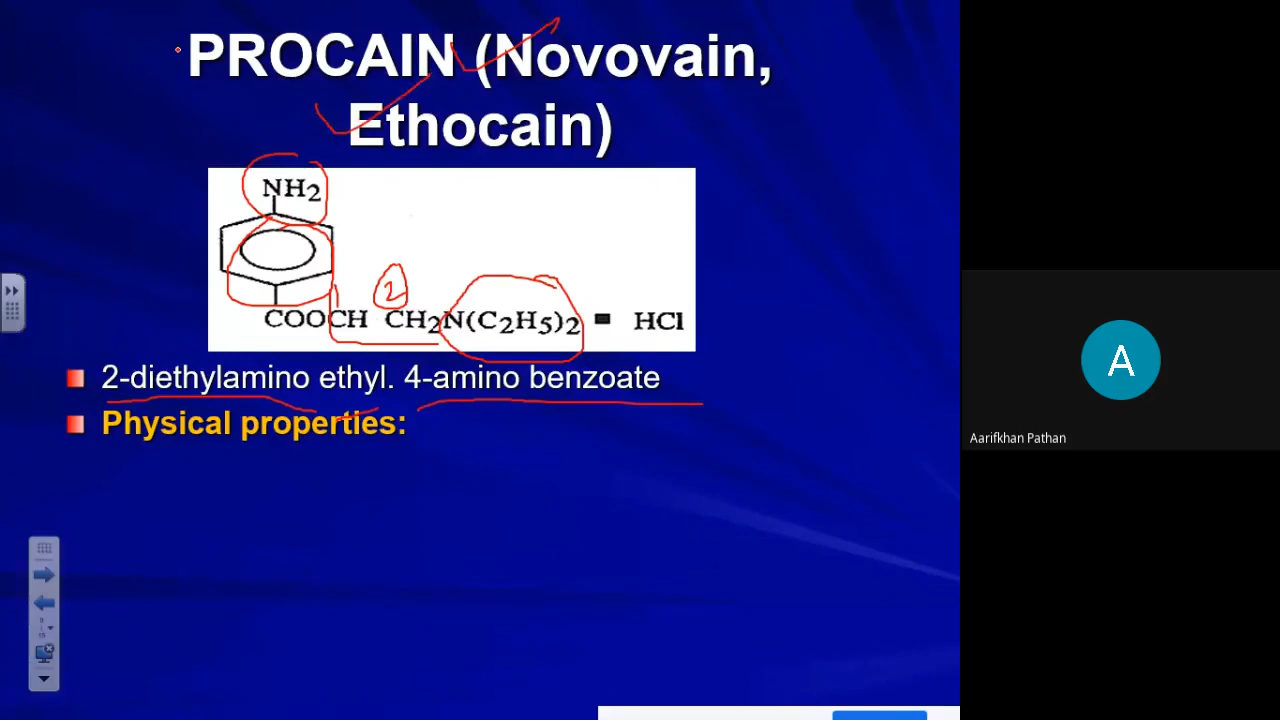 PROCAIN (Novovain,
Ethocain)
NH2
2
COOCH CH2N(C2H5)2 = HCl
2-diethylamino ethyl. 4-amino benzoate
Physical properties:
A
Aarifkhan Pathan